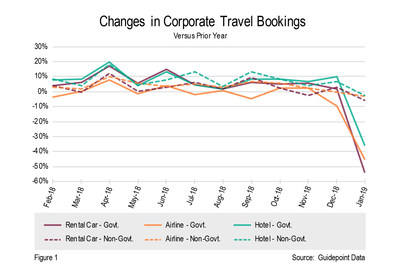 Changes in Corporate Travel Bookings
Versus Prior Year
30%
20%
10%
0%
-10%
-20%
-30%
-40%
-50%
-60%
Feb-18
Mar-18
Apr-18
May-18
Jun-18
Jul-18
Aug-18
Sep-18
Oct-18
Nov-18
Dec-18
Jan-19
Rental Car - Govt.
Airline - Govt.
Hotel - Govt.
Rental Car - Non-Govt.
Airline - Non-Govt.
Hotel - Non-Govt.
Figure 1
Source: Guidepoint Data